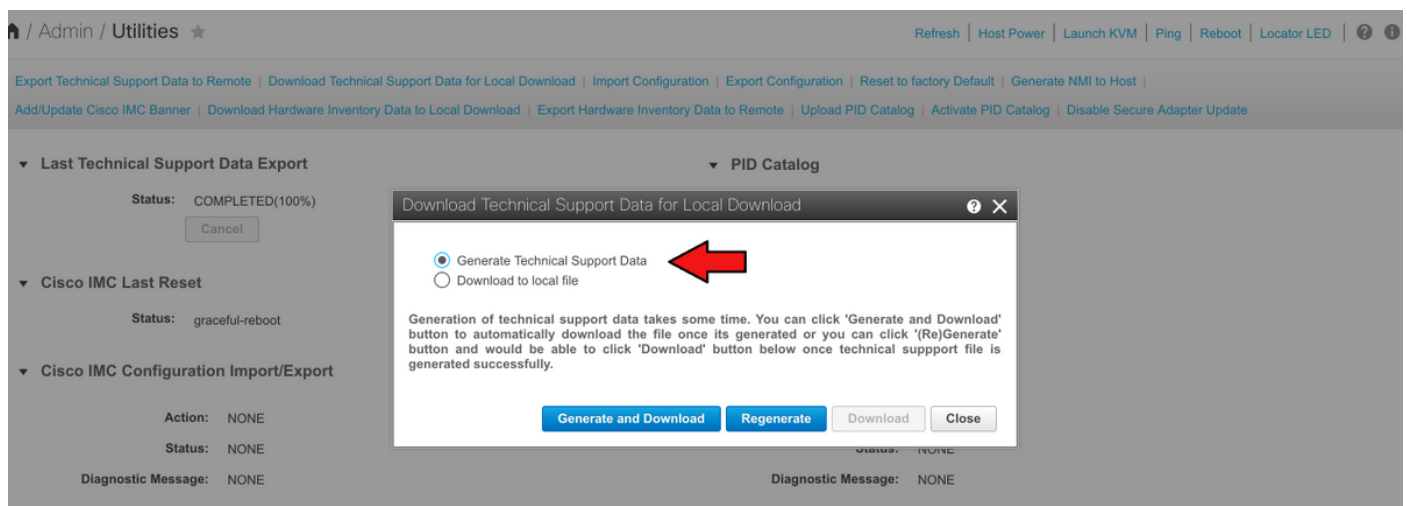 / Admin / Utilities
Refresh | Host Power | Launch KVM | Ping | Reboot | Locator LED |
Export Technical Support Data to Remote | Download Technical Support Data for Local Download | Import Configuration | Export Configuration | Reset to factory Default | Generate NMI to Host |
Add/Update Cisco IMC Banner | Download Hardware Inventory Data to Local Download | Export Hardware Inventory Data to Remote | Upload PID Catalog | Activate PID Catalog | Disable Secure Adapter Update
Last Technical Support Data Export
Status: COMPLETED(100%)
Cancel
Cisco IMC Last Reset
Status: graceful-reboot
Cisco IMC Configuration Import/Export
Action: NONE
Status: NONE
Diagnostic Message: NONE
PID Catalog
Download Technical Support Data for Local Download
Generate Technical Support Data
Download to local file
Generation of technical support data takes some time. You can click 'Generate and Download'
button to automatically download the file once its generated or you can click '(Re)Generate'
button and would be able to click 'Download' button below once technical suppport file is
generated successfully.
Generate and Download Regenerate Download Close
Status: NONE
Diagnostic Message: NONE